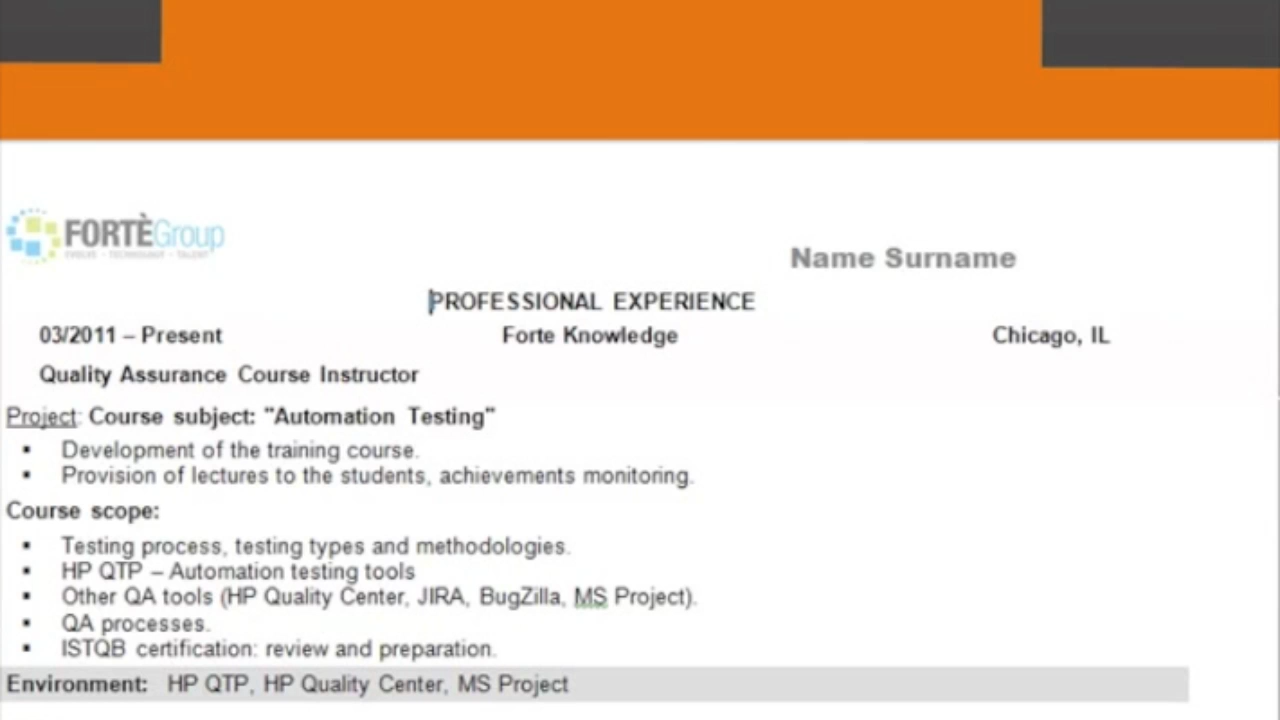 FORTÈGroup
EVOLVE - TECHNOLOGY - TALENT
Name Surname
PROFESSIONAL EXPERIENCE
03/2011 – Present Forte Knowledge Chicago, IL
Quality Assurance Course Instructor
Project: Course subject: "Automation Testing"
▪ Development of the training course.
▪ Provision of lectures to the students, achievements monitoring.
Course scope:
▪ Testing process, testing types and methodologies.
▪ HP QTP – Automation testing tools
▪ Other QA tools (HP Quality Center, JIRA, BugZilla, MS Project).
▪ QA processes.
▪ ISTQB certification: review and preparation.
Environment: HP QTP, HP Quality Center, MS Project